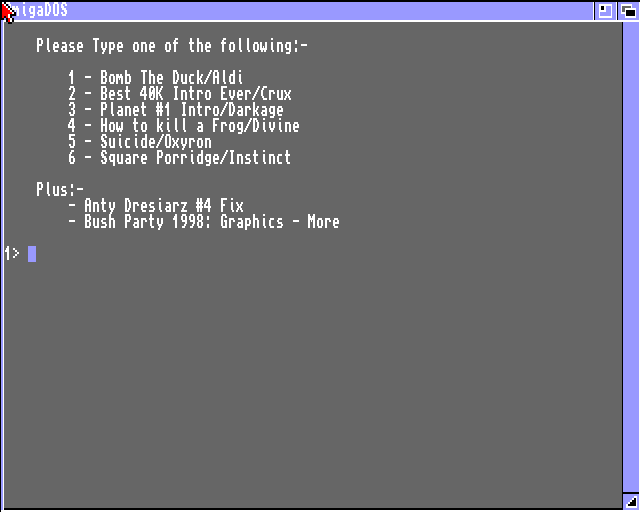 AmigaDOS
Please Type one of the following:-
1 - Bomb The Duck/Aldi
2 - Best 40K Intro Ever/Crux
3 - Planet #1 Intro/Darkage
4 - How to kill a Frog/Divine
5 - Suicide/Oxyron
6 - Square Porridge/Instinct
Plus:-
- Anty Dresiarz #4 Fix
- Bush Party 1998: Graphics - More
1>